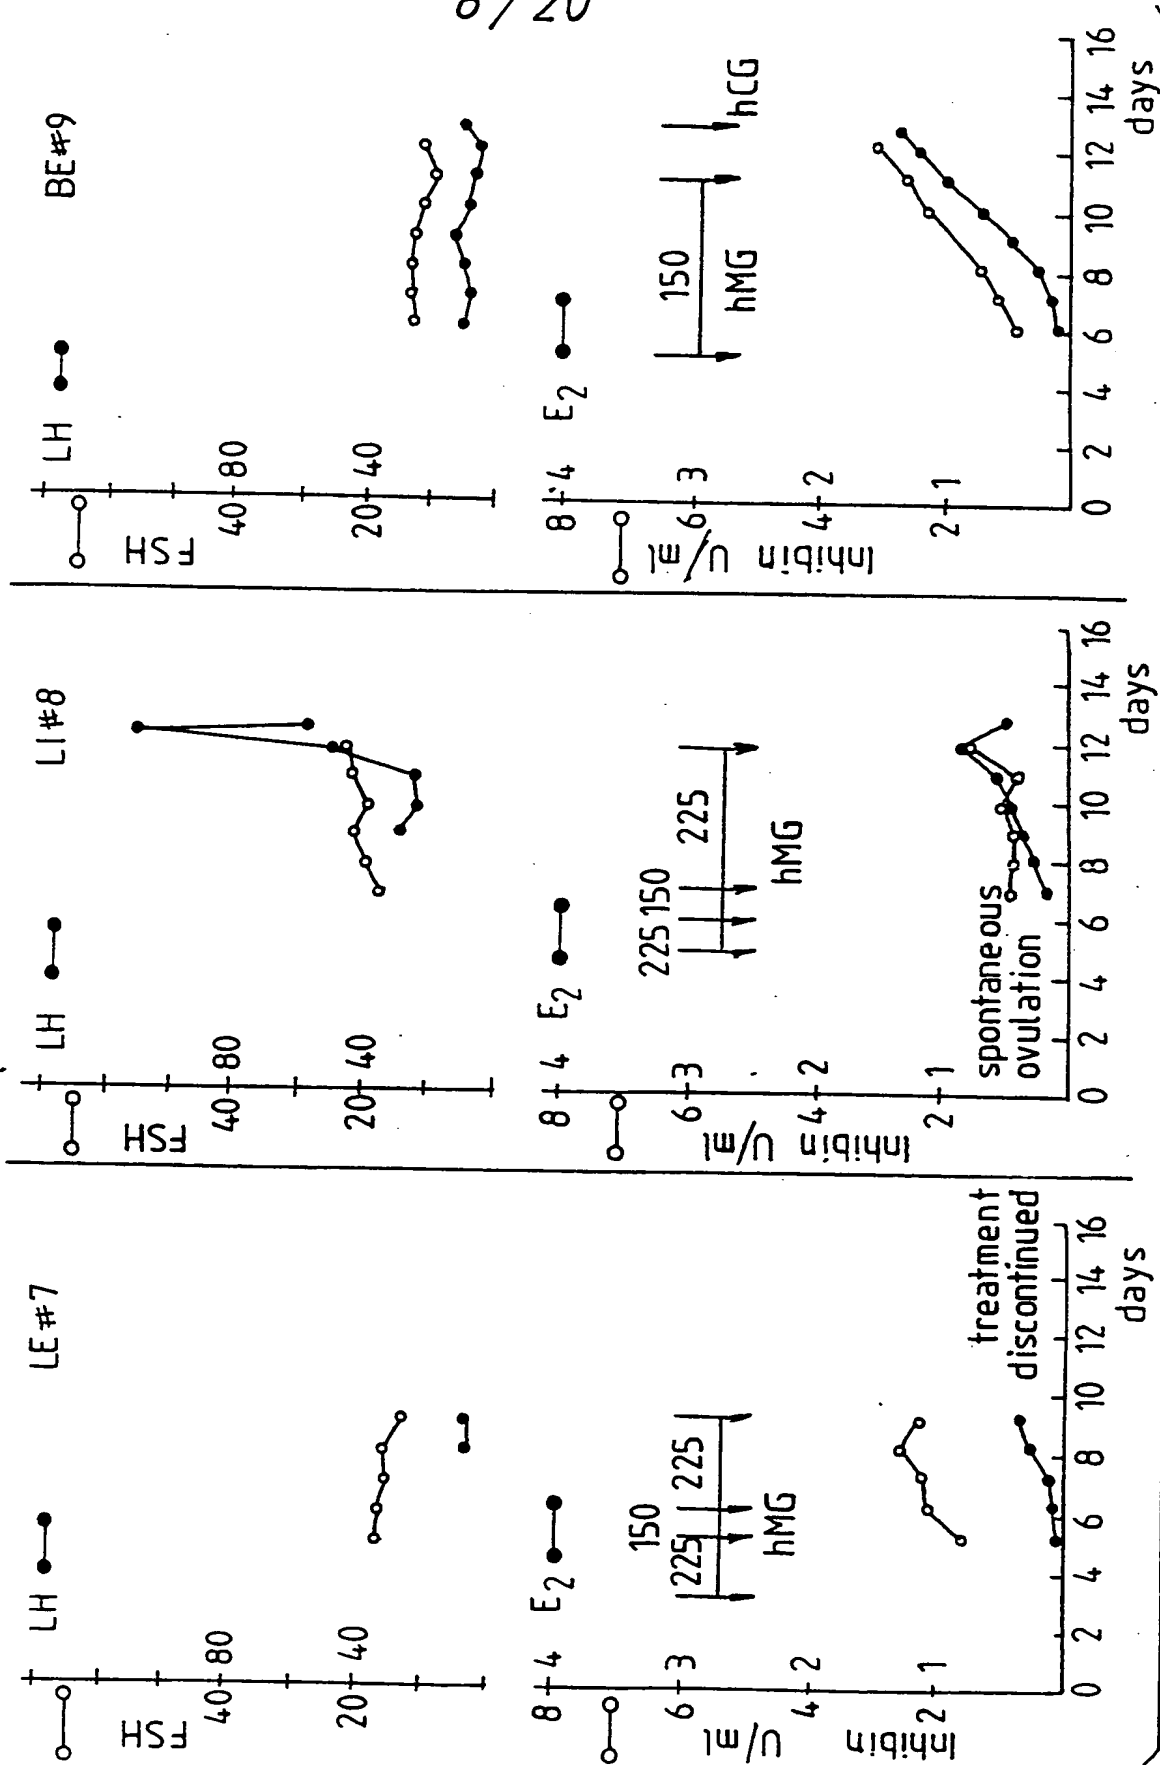 8/20
LE#7
LH
FSH
40 80
20 40
E2
8 4
6 3
4 2
2 1
Inhibin U/ml
225 150 225
hMG
treatment
discontinued
0 2 4 6 8 10 12 14 16
days
LI#8
LH
FSH
40 80
20 40
E2
8 4
6 3
4 2
2 1
Inhibin U/ml
225 150 225
hMG
spontaneous
ovulation
0 2 4 6 8 10 12 14 16
days
BE#9
LH
FSH
40 80
20 40
E2
8 4
6 3
4 2
2 1
Inhibin U/ml
150
hMG
hCG
0 2 4 6 8 10 12 14 16
days